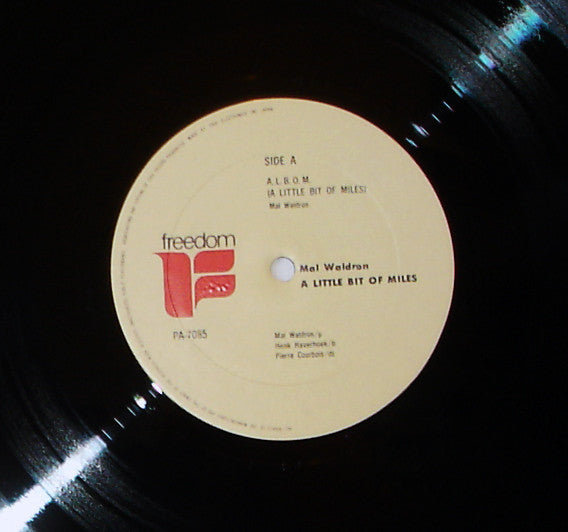 SIDE A
A.L.B.O.M.
(A LITTLE BIT OF MILES)
Mal Waldron
freedom
Mal Waldron
A LITTLE BIT OF MILES
PA-7085
Mal Waldron/p
Henk Haverhoek/b
Pierre Courbois/ds